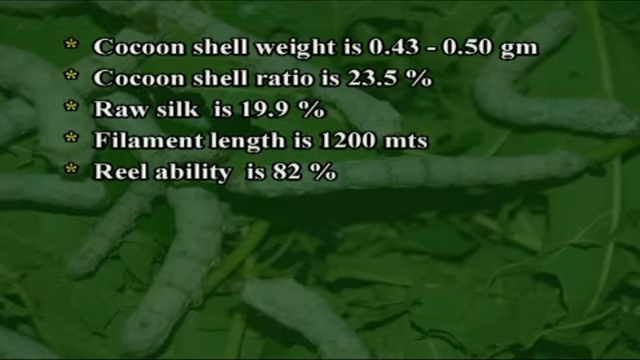 * Cocoon shell weight is 0.43 - 0.50 gm
* Cocoon shell ratio is 23.5 %
* Raw silk is 19.9 %
* Filament length is 1200 mts
* Reel ability is 82 %